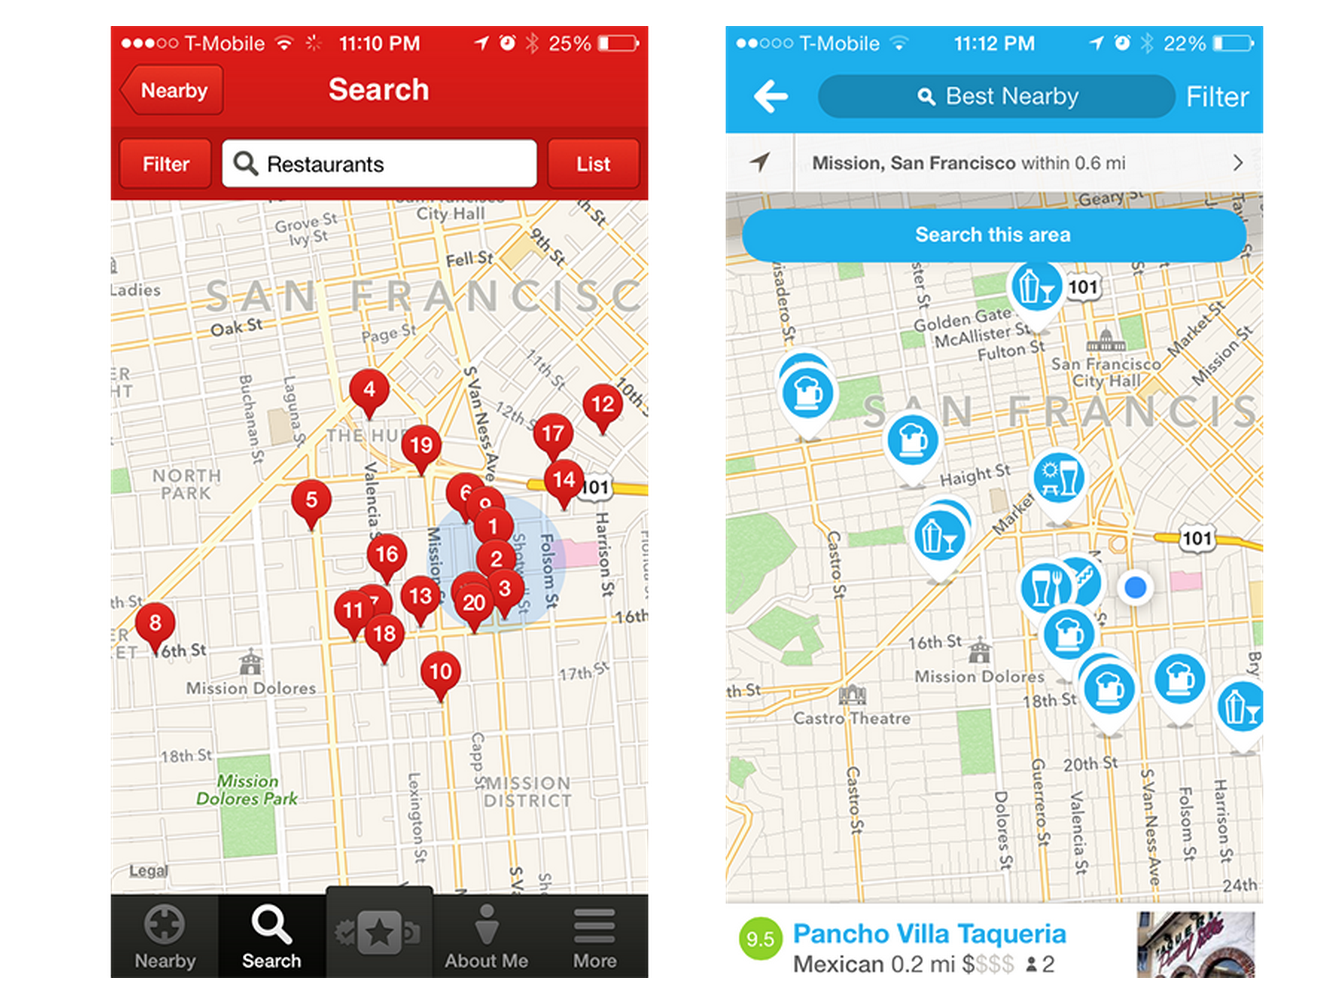 T-Mobile 11:10 PM 25%
Nearby Search
Filter Restaurants List
City Hall
Grove St
Ivy St
9th St
Fell St
Ladies
SAN FRANCISC
Oak St
Page St
11th St
10th S
Buchanan St
Laguna St
S Van Ness Ave
4
12
12th St
17
THE HU
19
14
101
NORTH
PARK
6
9
5
1
Valencia S
Mission
Folsom St
Harrison St
16
2
3
7
13
20
11
16th
8
18
6th St
10
17th St
Mission Dolores
18th St
Capp St
Mission
Dolores Park
MISSION
DISTRICT
Lexington St
Legal
S Va
Sh
Nearby Search About Me More
T-Mobile 11:12 PM 22%
Best Nearby Filter
Mission, San Francisco within 0.6 mi
Geary St
Search this area
101
Golden Gate
McAllister St
Fulton St
Market St
Mission St
San Francisco
City Hall
SAN FRANCIS
Haight St
Market
101
Castro St
16th St
Mission Dolores
th St
18th St
Castro Theatre
20th St
Castro St
Guerrero St
Dolores St
Valencia St
S Van Ness Ave
Folsom St
Harrison St
24th
9.5 Pancho Villa Taqueria
Mexican 0.2 mi $$$$ 2